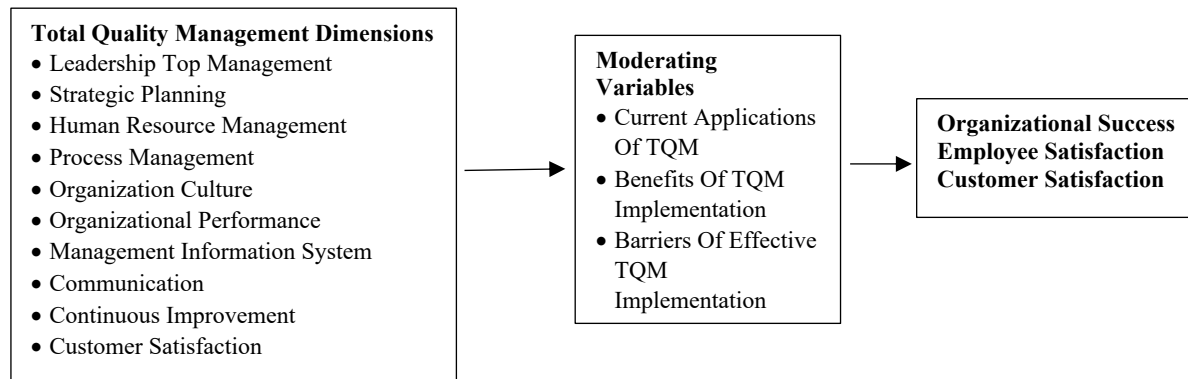 Total Quality Management Dimensions
• Leadership Top Management
• Strategic Planning
• Human Resource Management
• Process Management
• Organization Culture
• Organizational Performance
• Management Information System
• Communication
• Continuous Improvement
• Customer Satisfaction
Moderating
Variables
• Current Applications
Of TQM
• Benefits Of TQM
Implementation
• Barriers Of Effective
TQM
Implementation
Organizational Success
Employee Satisfaction
Customer Satisfaction